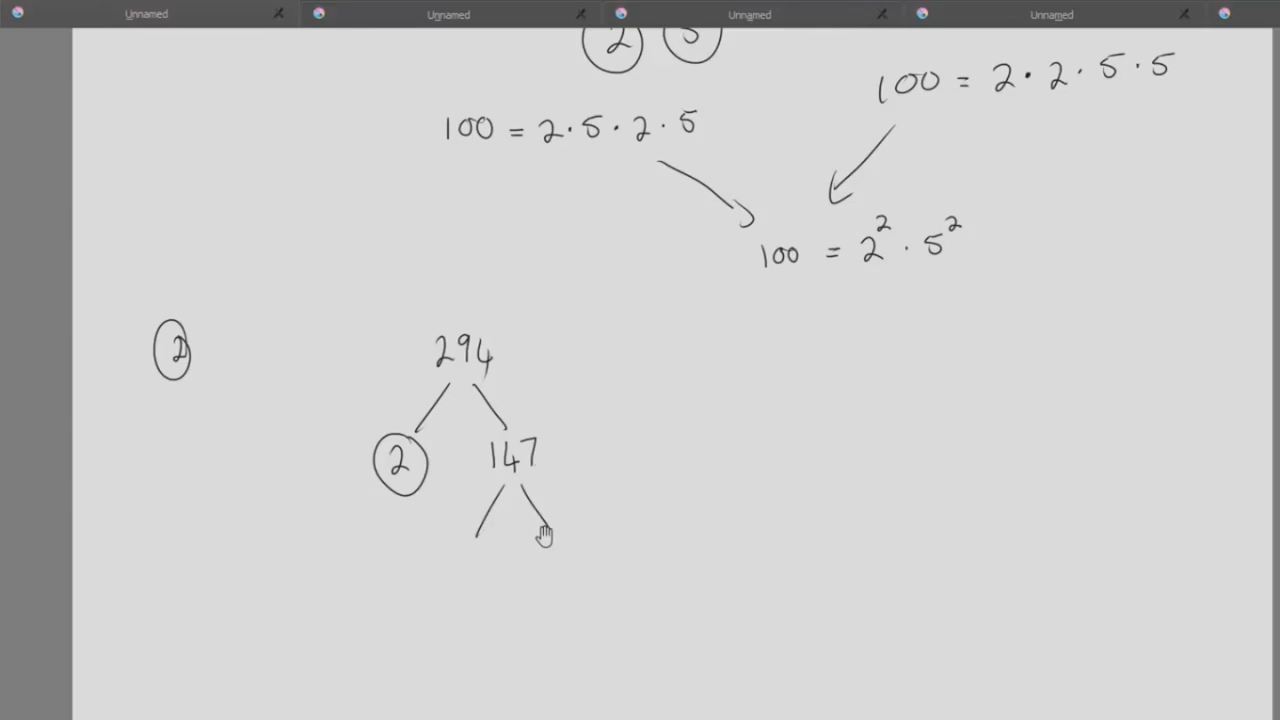 Unnamed Unnamed Unnamed Unnamed
2
100 = 2 · 2 · 5 · 5
100 = 2 · 5 · 2 · 5
100 = 2² · 5²
2 294
2 147